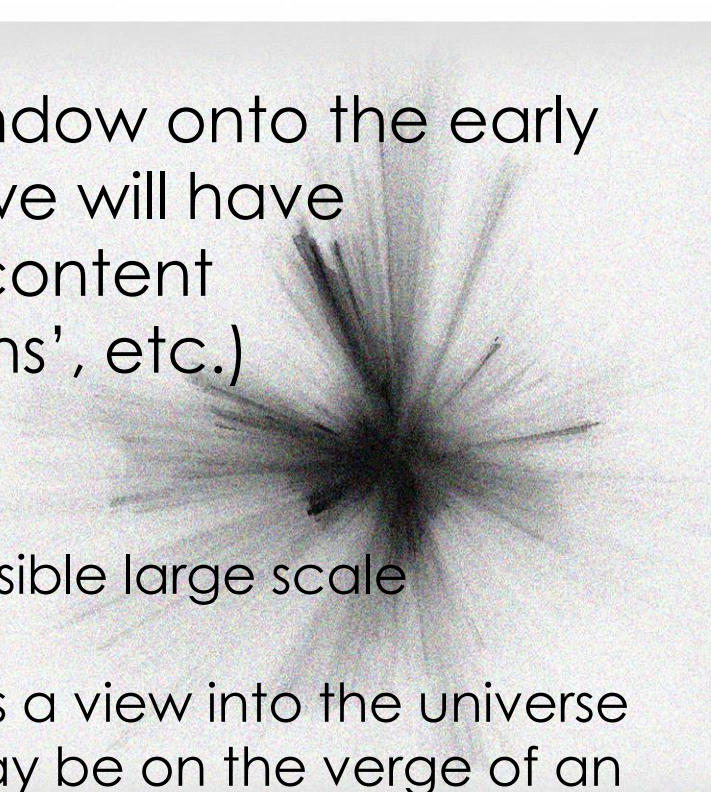 ndow onto the early
ve will have
content
ns’, etc.)
sible large scale
s a view into the universe
ay be on the verge of an